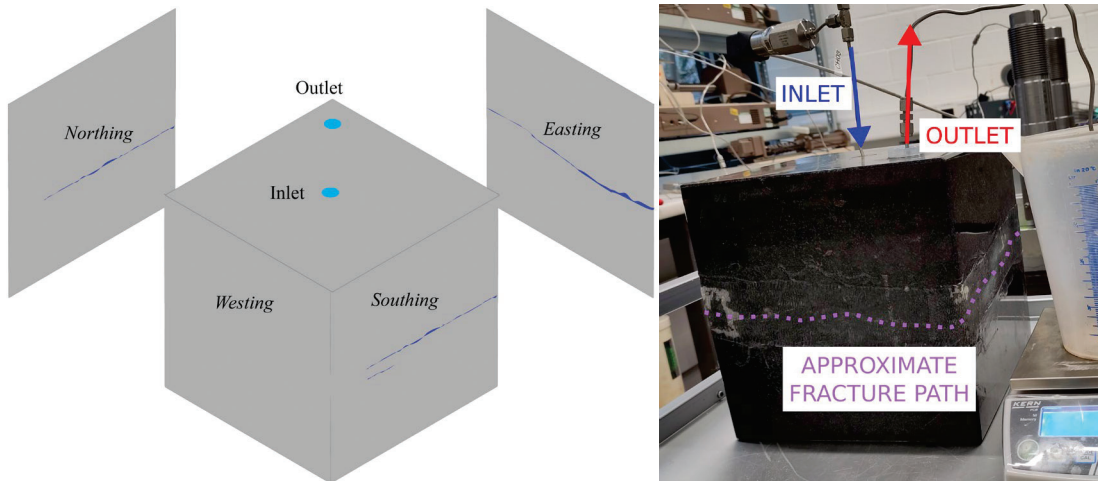 Northing
Outlet
Easting
Inlet
Westing
Southing
INLET
OUTLET
APPROXIMATE
FRACTURE PATH
KERN